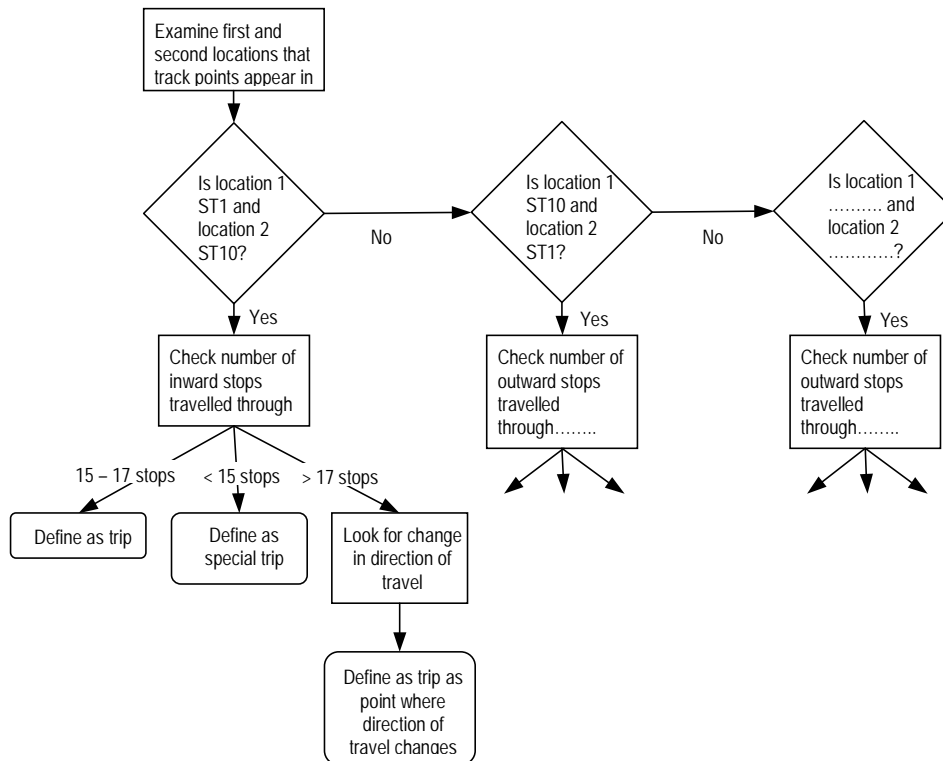 Examine first and
second locations that
track points appear in
Is location 1
ST1 and
location 2
ST10?
No
Is location 1
ST10 and
location 2
ST1?
No
Is location 1
………. and
location 2
…………?
Yes
Yes
Yes
Check number of
inward stops
travelled through
Check number of
outward stops
travelled
through……..
Check number of
outward stops
travelled
through……..
15 – 17 stops
< 15 stops
> 17 stops
Define as trip
Define as
special trip
Look for change
in direction of
travel
Define as trip as
point where
direction of
travel changes